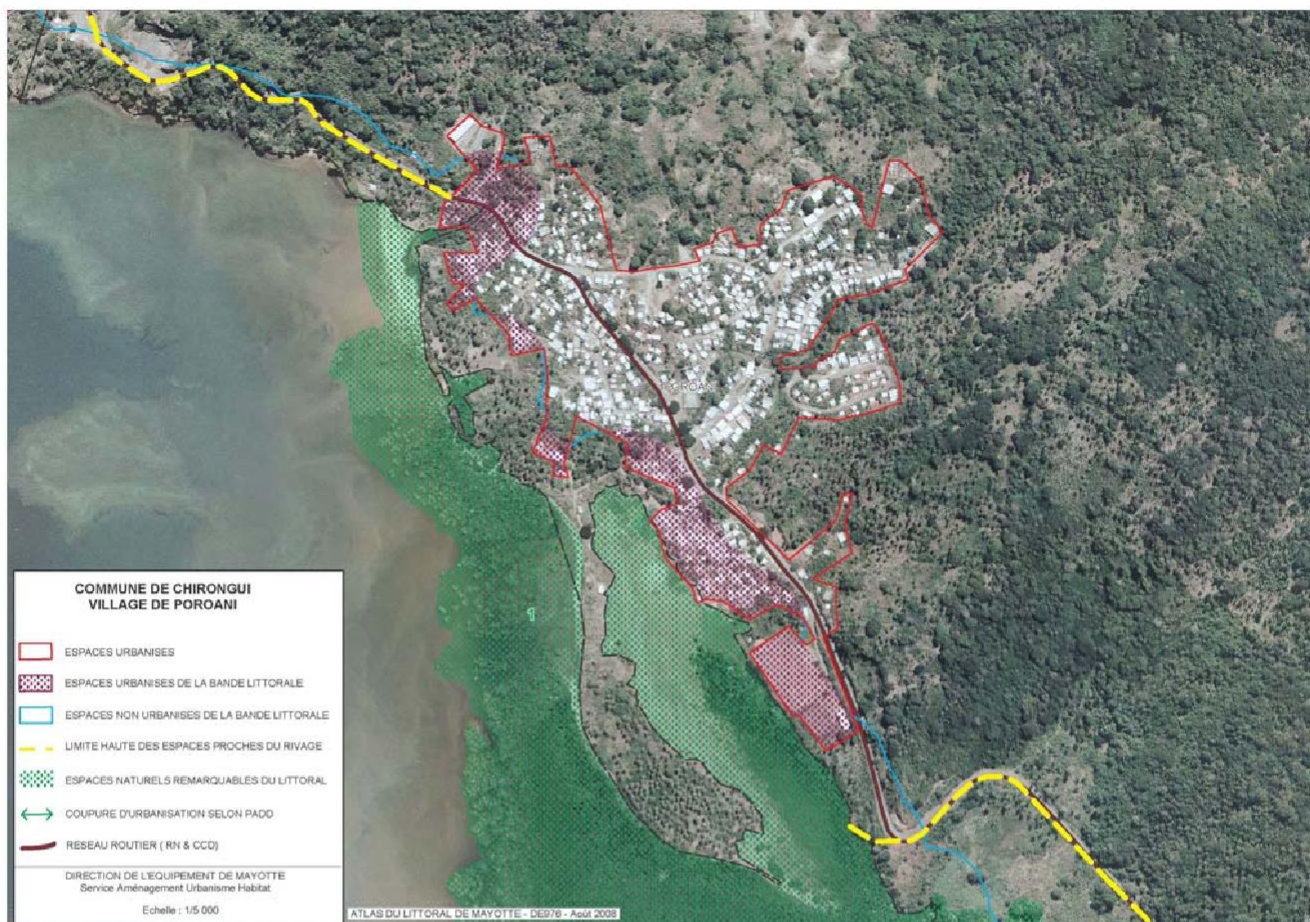 POROANI
1
COMMUNE DE CHIRONGUI
VILLAGE DE POROANI
ESPACES URBANISES
ESPACES URBANISES DE LA BANDE LITTORALE
ESPACES NON URBANISES DE LA BANDE LITTORALE
LIMITE HAUTE DES ESPACES PROCHES DU RIVAGE
ESPACES NATURELS REMARQUABLES DU LITTORAL
COUPURE D'URBANISATION SELON PADD
RESEAU ROUTIER ( RN & CCD)
DIRECTION DE L'EQUIPEMENT DE MAYOTTE
Service Aménagement Urbanisme Habitat
Echelle : 1/5 000
ATLAS DU LITTORAL DE MAYOTTE - DE976 - Août 2008